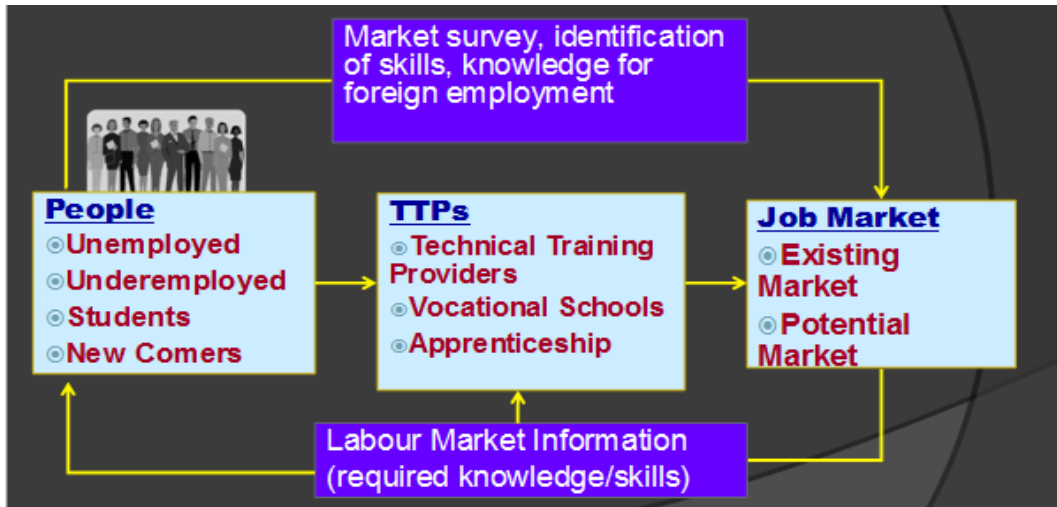 Market survey, identification
of skills, knowledge for
foreign employment
People
Unemployed
Underemployed
Students
New Comers
TTPs
Technical Training
Providers
Vocational Schools
Apprenticeship
Job Market
Existing
Market
Potential
Market
Labour Market Information
(required knowledge/skills)